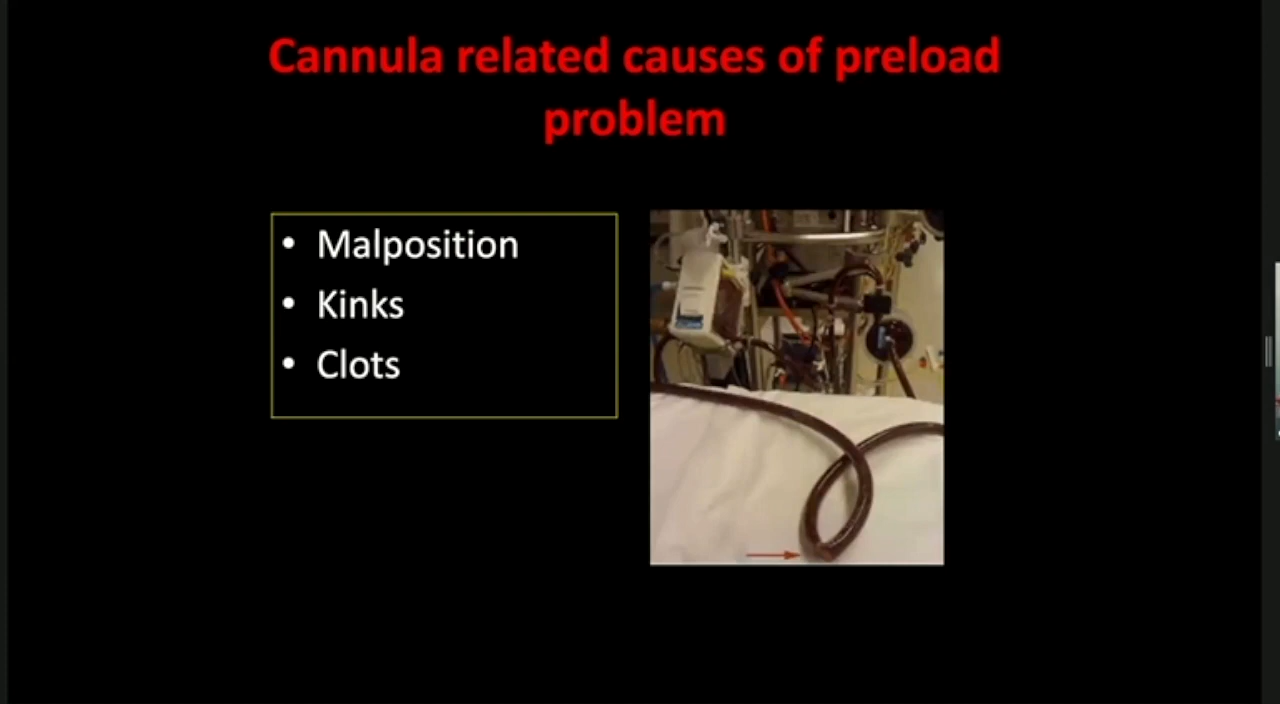 Cannula related causes of preload
problem
• Malposition
• Kinks
• Clots